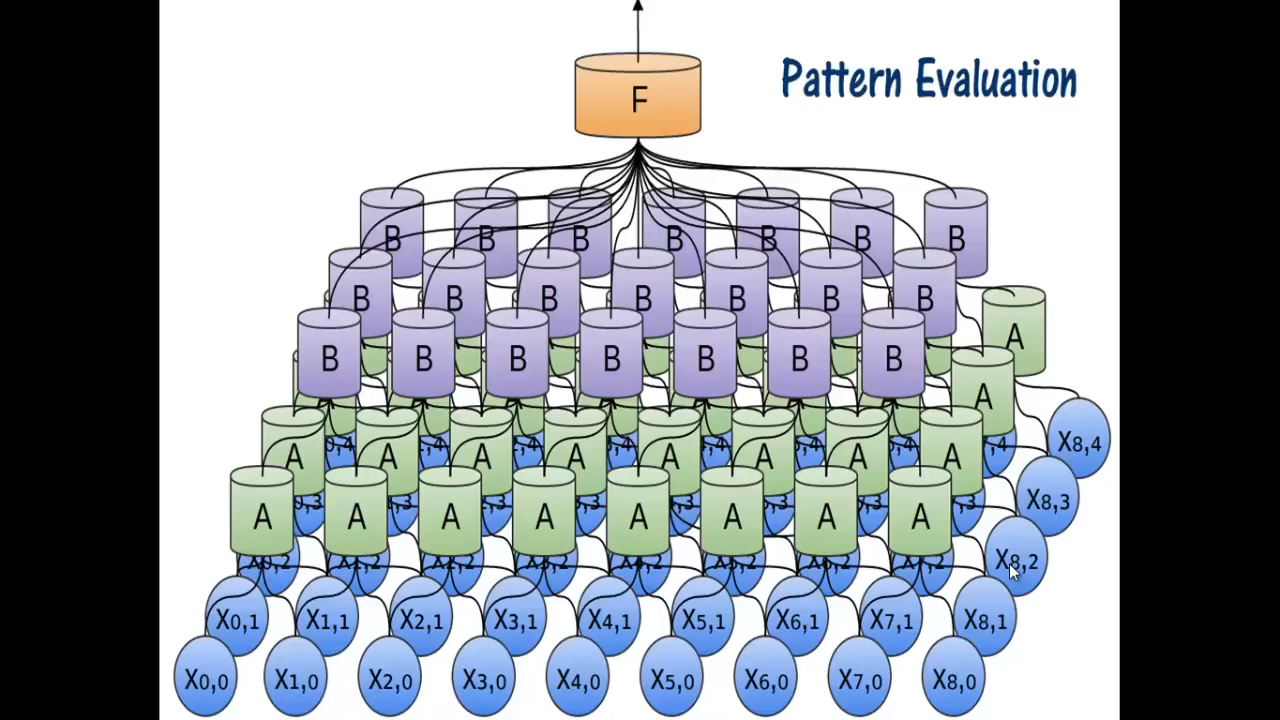 Pattern Evaluation
F
B B B B B B B
B B B B B B B
A
B B B B B B B
A
X8,4
A A A A A A A A
X8,3
A A A A A A A A
X8,2
X0,1 X1,1 X2,1 X3,1 X4,1 X5,1 X6,1 X7,1 X8,1
X0,0 X1,0 X2,0 X3,0 X4,0 X5,0 X6,0 X7,0 X8,0